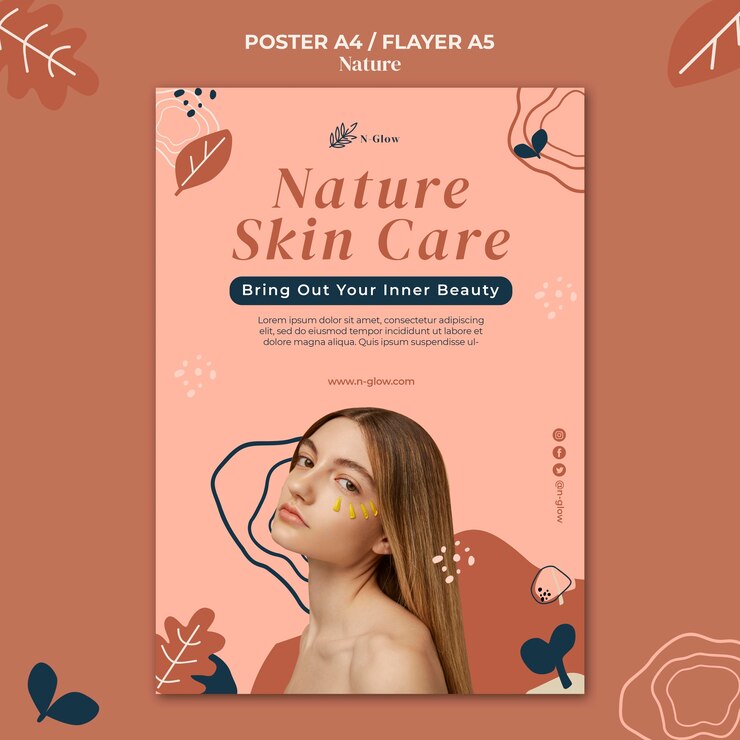 POSTER A4 / FLAYER A5
Nature
N-Glow
Nature
Skin Care
Bring Out Your Inner Beauty
Lorem ipsum dolor sit amet, consectetur adipiscing
elit, sed do eiusmod tempor incididunt ut labore et
dolore magna aliqua. Quis ipsum suspendisse ul-
www.n-glow.com
@n-glow